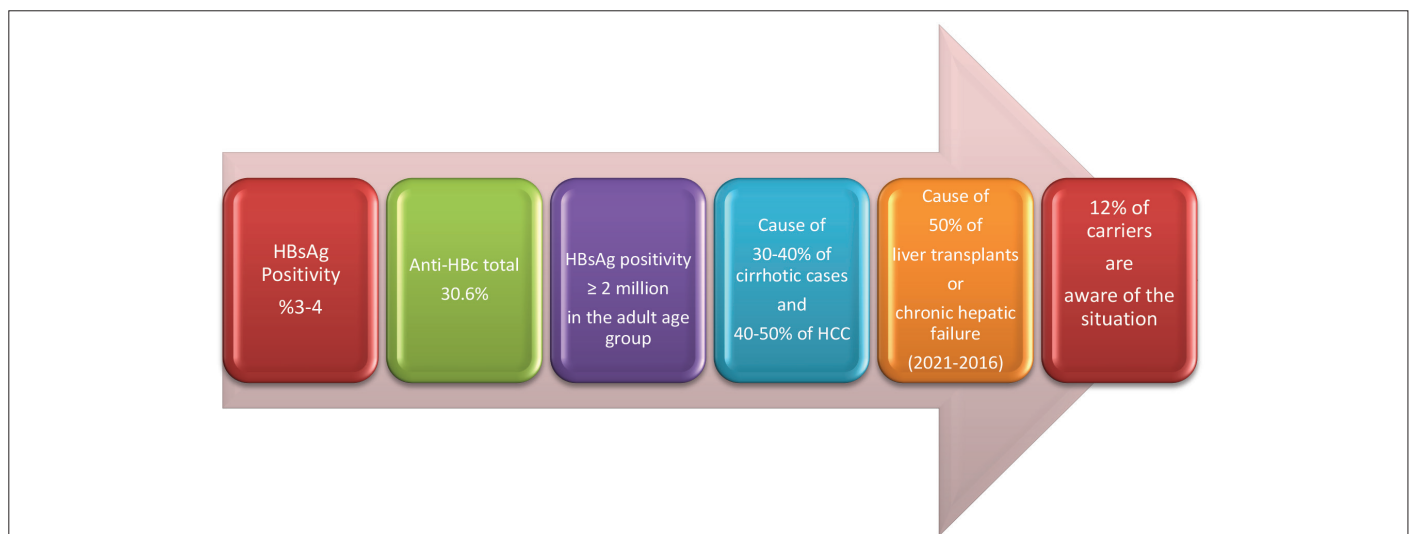 HBsAg
Positivity
%3-4
Anti-HBc total
30.6%
HBsAg positivity
≥ 2 million
in the adult age
group
Cause of
30-40% of
cirrhotic cases
and
40-50% of HCC
Cause of
50% of
liver transplants
or
chronic hepatic
failure
(2021-2016)
12% of
carriers
are
aware of the
situation